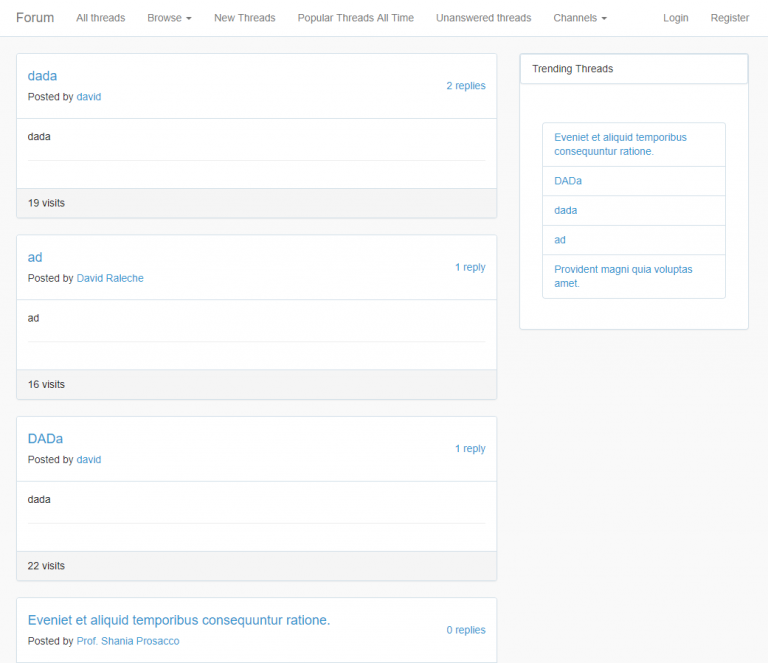 Forum All threads Browse New Threads Popular Threads All Time Unanswered threads Channels Login Register
dada
2 replies
Posted by david
dada
19 visits
ad
1 reply
Posted by David Raleche
ad
16 visits
DADa
1 reply
Posted by david
dada
22 visits
Eveniet et aliquid temporibus consequuntur ratione.
0 replies
Posted by Prof. Shania Prosacco
Trending Threads
Eveniet et aliquid temporibus
consequuntur ratione.
DADa
dada
ad
Provident magni quia voluptas
amet.